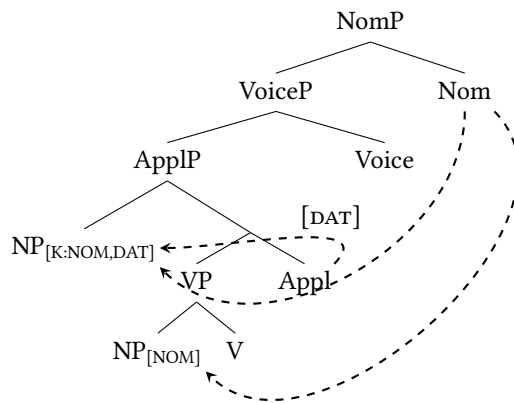 NomP
VoiceP Nom
ApplP Voice
[DAT]
NP[K:NOM,DAT]
VP Appl
NP[NOM] V